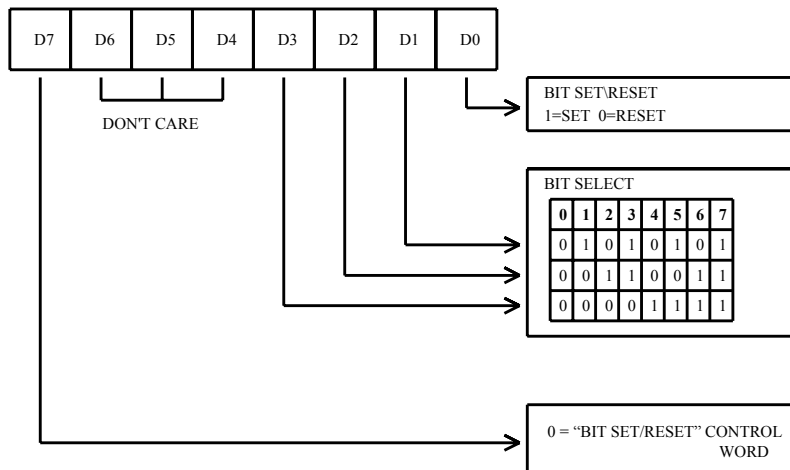 D7 D6 D5 D4 D3 D2 D1 D0
DON'T CARE
BIT SET\RESET
1=SET 0=RESET
BIT SELECT
0 1 2 3 4 5 6 7
0 1 0 1 0 1 0 1
0 0 1 1 0 0 1 1
0 0 0 0 1 1 1 1
0 = “BIT SET/RESET” CONTROL
WORD